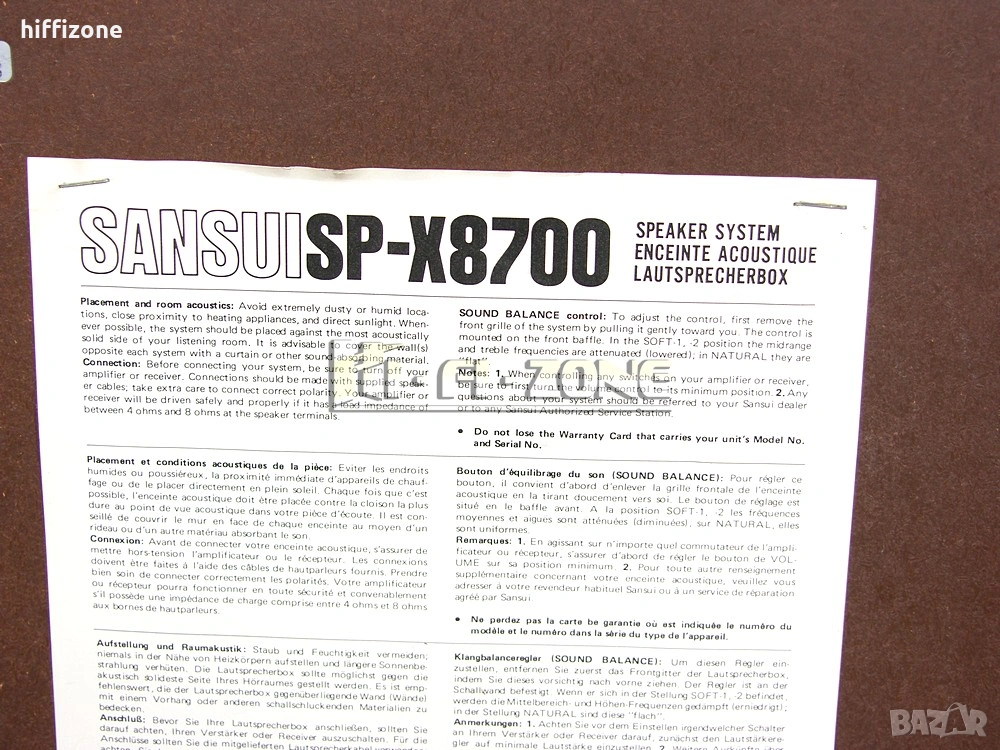 hiffizone
SANSUI SP-X8700
SPEAKER SYSTEM
ENCEINTE ACOUSTIQUE
LAUTSPRECHERBOX
Placement and room acoustics: Avoid extremely dusty or humid loca-
tions, close proximity to heating appliances, and direct sunlight. When-
ever possible, the system should be placed against the most acoustically
solid side of your listening room. It is advisable to cover the wall(s)
opposite each system with a curtain or other sound-absorbing material.
Connection: Before connecting your system, be sure to turn off your
amplifier or receiver. Connections should be made with supplied speak-
er cables; take extra care to connect correct polarity. Your amplifier or
receiver will be driven safely and properly if it has a load impedance of
between 4 ohms and 8 ohms at the speaker terminals.
SOUND BALANCE control: To adjust the control, first remove the
front grille of the system by pulling it gently toward you. The control is
mounted on the front baffle. In the SOFT-1, -2 position the midrange
and treble frequencies are attenuated (lowered); in NATURAL they are
"flat".
Notes: 1. When controlling any switches on your amplifier or receiver,
be sure to first turn the volume control to its minimum position. 2. Any
questions about your system should be referred to your Sansui dealer
or to any Sansui Authorized Service Station.
• Do not lose the Warranty Card that carries your unit's Model No.
and Serial No.
HI-FI-ZONE
Placement et conditions acoustiques de la pièce: Eviter les endroits
humides ou poussiéreux, la proximité immédiate d'appareils de chauf-
fage ou de le placer directement en plein soleil. Chaque fois que c'est
possible, l'enceinte acoustique doit être placée contre la cloison la plus
dure au point de vue acoustique dans votre pièce d'écoute. Il est con-
seillé de couvrir le mur en face de chaque enceinte au moyen d'un
rideau ou d'un autre matériau absorbant le son.
Connexion: Avant de connecter votre enceinte acoustique, s'assurer de
mettre hors-tension l'amplificateur ou le récepteur. Les connexions
doivent être faites à l'aide des câbles de hautparleurs fournis. Prendre
bien soin de connecter correctement les polarités. Votre amplificateur
ou récepteur pourra fonctionner en toute sécurité et convenablement
s'il possède une impédance de charge comprise entre 4 ohms et 8 ohms
aux bornes de hautparleurs.
Bouton d'équilibrage du son (SOUND BALANCE): Pour régler ce
bouton, il convient d'abord d'enlever la grille frontale de l'enceinte
acoustique en la tirant doucement vers soi. Le bouton de réglage est
situé en le baffle avant. A la position SOFT-1, -2 les fréquences
moyennes et aigues sont atténuées (diminuées), sur NATURAL, elles
sont uniformes.
Remarques: 1. En agissant sur n'importe quel commutateur de l'ampli-
ficateur ou récepteur, s'assurer d'abord de régler le bouton de VOL-
UME sur sa position minimum. 2. Pour toute autre renseignement
supplémentaire concernant votre enceinte acoustique, veuillez vous
adresser à votre revendeur habituel Sansui ou à un service de réparation
agréé par Sansui.
• Ne perdez pas la carte be garantie où est indiquée le numéro du
modèle et le numéro dans la série du type de l'appareil.
Aufstellung und Raumakustik: Staub und Feuchtigkeit vermeiden;
niemals in der Nähe von Heizkörpern aufstellen und längere Sonnenbe-
strahlung verhüten. Die Lautsprecherbox sollte möglichst gegen die
akustisch solideste Seite Ihres Hörraumes gestellt werden. Es ist emp-
fehlenswert, die der Lautsprecherbox gegenüberliegende Wand (Wände)
mit einem Vorhang oder anderen schallschluckenden Materialien zu
bedecken.
Anschluß: Bevor Sie Ihre Lautsprecherbox anschließen, sollten Sie
darauf achten, Ihren Verstärker oder Receiver auszuschalten. Für die
Anschlüsse sollten Sie mitgelieferten Lautsprecherkabel verwenden
Klangbalanceregler (SOUND BALANCE): Um diesen Regler ein-
zustellen, entfernen Sie zuerst das Frontgitter der Lautsprecherbox,
indem Sie dieses vorsichtig nach vorne ziehen. Der Regler ist an der
Schallwand befestigt. Wenn er sich in der Stellung SOFT-1, -2 befindet,
werden die Mittelbereich- und Höhen-Frequenzen gedämpft (erniedrigt);
in der Stellung NATURAL sind diese "flach".
Anmerkungen: 1. Achten Sie vor dem Einstellen irgendwelcher Schalter
an Ihrem Verstärker oder Receiver darauf, zuerst den Lautstärkere-
gler auf minimale Lautstärke einzustellen. 2. Weitere Auskünfte über
BAZAR